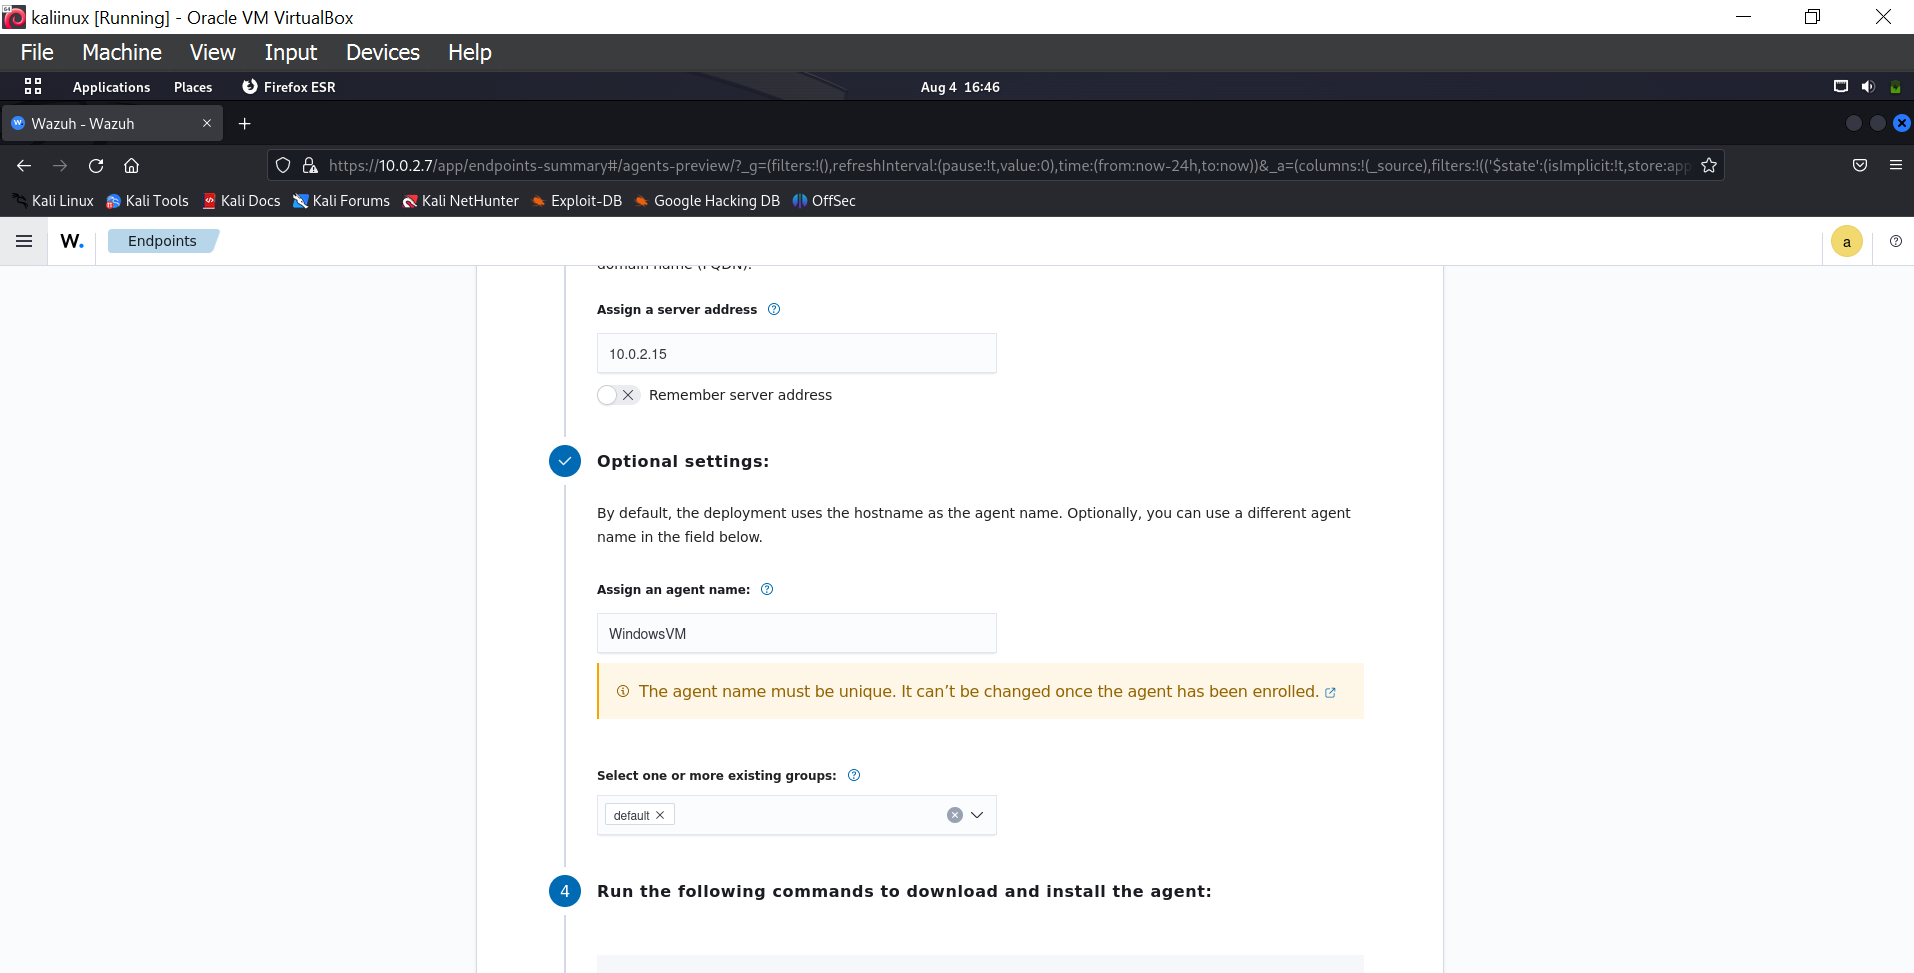 kaliinux [Running] - Oracle VM VirtualBox
File Machine View Input Devices Help
Applications Places Firefox ESR Aug 4 16:46
Wazuh - Wazuh
https://10.0.2.7/app/endpoints-summary#/agents-preview/?_g=(filters:!(),refreshInterval:(pause:!t,value:0),time:(from:now-24h,to:now))&_a=(columns:!(_source),filters:!(('$state':(isImplicit:!t,store:app
Kali Linux Kali Tools Kali Docs Kali Forums Kali NetHunter Exploit-DB Google Hacking DB OffSec
W. Endpoints a
domain name (FQDN).
Assign a server address
10.0.2.15
Remember server address
Optional settings:
By default, the deployment uses the hostname as the agent name. Optionally, you can use a different agent
name in the field below.
Assign an agent name:
WindowsVM
The agent name must be unique. It can’t be changed once the agent has been enrolled.
Select one or more existing groups:
default
4 Run the following commands to download and install the agent: